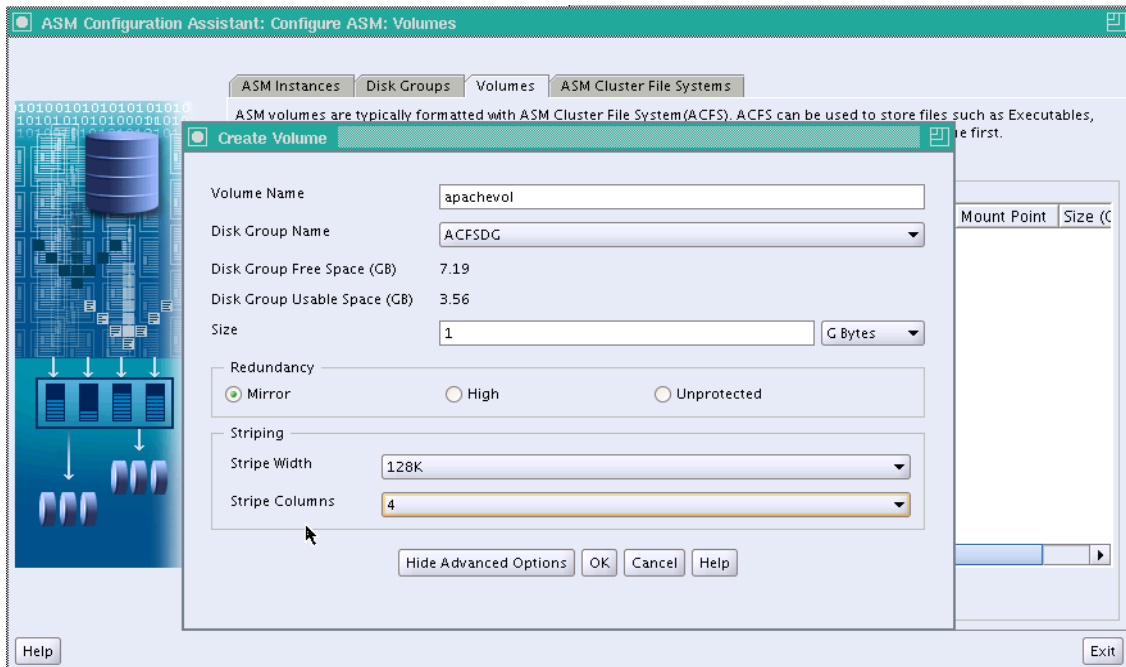 ASM Configuration Assistant: Configure ASM: Volumes
ASM Instances Disk Groups Volumes ASM Cluster File Systems
ASM volumes are typically formatted with ASM Cluster File System(ACFS). ACFS can be used to store files such as Executables,
first.
Create Volume
Volume Name apachevol
Disk Group Name ACFSDG
Disk Group Free Space (GB) 7.19
Disk Group Usable Space (GB) 3.56
Size 1 G Bytes
Redundancy
Mirror High Unprotected
Striping
Stripe Width 128K
Stripe Columns 4
Hide Advanced Options OK Cancel Help
Mount Point Size (
Help Exit